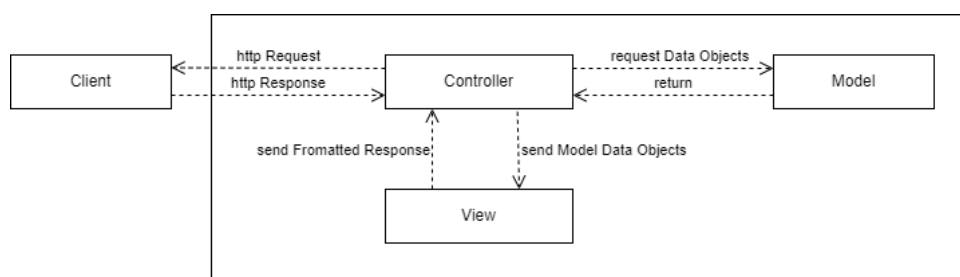 http Request
request Data Objects
Client
Controller
Model
http Response
return
send Fromatted Response
send Model Data Objects
View